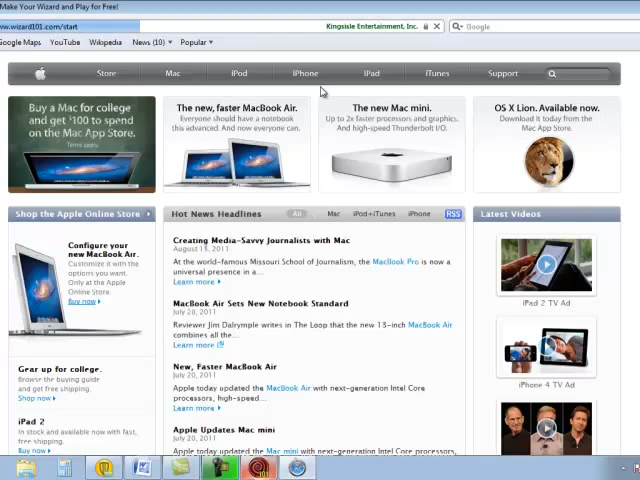 Make Your Wizard and Play for Free!
ww.wizard101.com/start
Kingsisle Entertainment, Inc.
Google
Google Maps YouTube Wikipedia News (10) Popular
Store Mac iPod iPhone iPad iTunes Support
Buy a Mac for college
and get $100 to spend
on the Mac App Store.
The new, faster MacBook Air.
Everyone should have a notebook
this advanced. And now everyone can.
The new Mac mini.
Up to 2x faster processors and graphics.
And high-speed Thunderbolt I/O.
OS X Lion. Available now.
Download it today from the
Mac App Store.
Shop the Apple Online Store
Configure your
new MacBook Air.
Customize it with the
options you want.
Only at the Apple
Online Store.
Buy now
Gear up for college.
Browse the buying guide
and get free shipping.
Shop now
iPad 2
In stock and available now with fast,
free shipping.
Buy now
Hot News Headlines All Mac iPod+iTunes iPhone RSS
Creating Media-Savvy Journalists with Mac
August 15, 2011
At the world-famous Missouri School of Journalism, the MacBook Pro is now a
universal presence in a...
Learn more
MacBook Air Sets New Notebook Standard
July 20, 2011
Reviewer Jim Dalrymple writes in The Loop that the new 13-inch MacBook Air
combines all the...
Learn more
New, Faster MacBook Air
July 20, 2011
Apple today updated the MacBook Air with next-generation Intel Core
processors, high-speed...
Learn more
Apple Updates Mac mini
July 20, 2011
Apple today updated the Mac mini with next-generation Intel Core
Latest Videos
iPad 2 TV Ad
iPhone 4 TV Ad